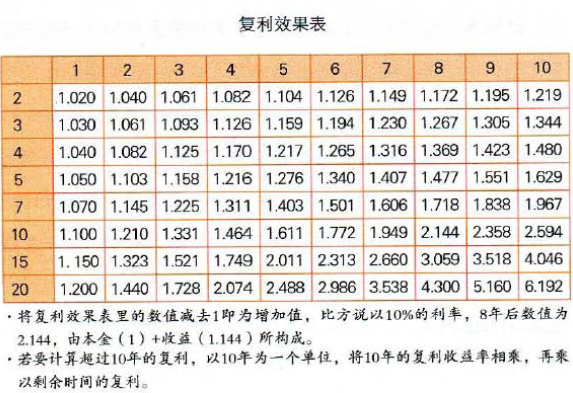 复利效果表
1 2 3 4 5 6 7 8 9 10
2 1.020 1.040 1.061 1.082 1.104 1.126 1.149 1.172 1.195 1.219
3 1.030 1.061 1.093 1.126 1.159 1.194 1.230 1.267 1.305 1.344
4 1.040 1.082 1.125 1.170 1.217 1.265 1.316 1.369 1.423 1.480
5 1.050 1.103 1.158 1.216 1.276 1.340 1.407 1.477 1.551 1.629
7 1.070 1.145 1.225 1.311 1.403 1.501 1.606 1.718 1.838 1.967
10 1.100 1.210 1.331 1.464 1.611 1.772 1.949 2.144 2.358 2.594
15 1.150 1.323 1.521 1.749 2.011 2.313 2.660 3.059 3.518 4.046
20 1.200 1.440 1.728 2.074 2.488 2.986 3.538 4.300 5.160 6.192
·将复利效果表里的数值减去1即为增加值，比方说以10%的利率，8年后数值为
2.144，由本金（1）+收益（1.144）所构成。
·若要计算超过10年的复利，以10年为一个单位，将10年的复利收益率相乘，再乘
以剩余时间的复利。